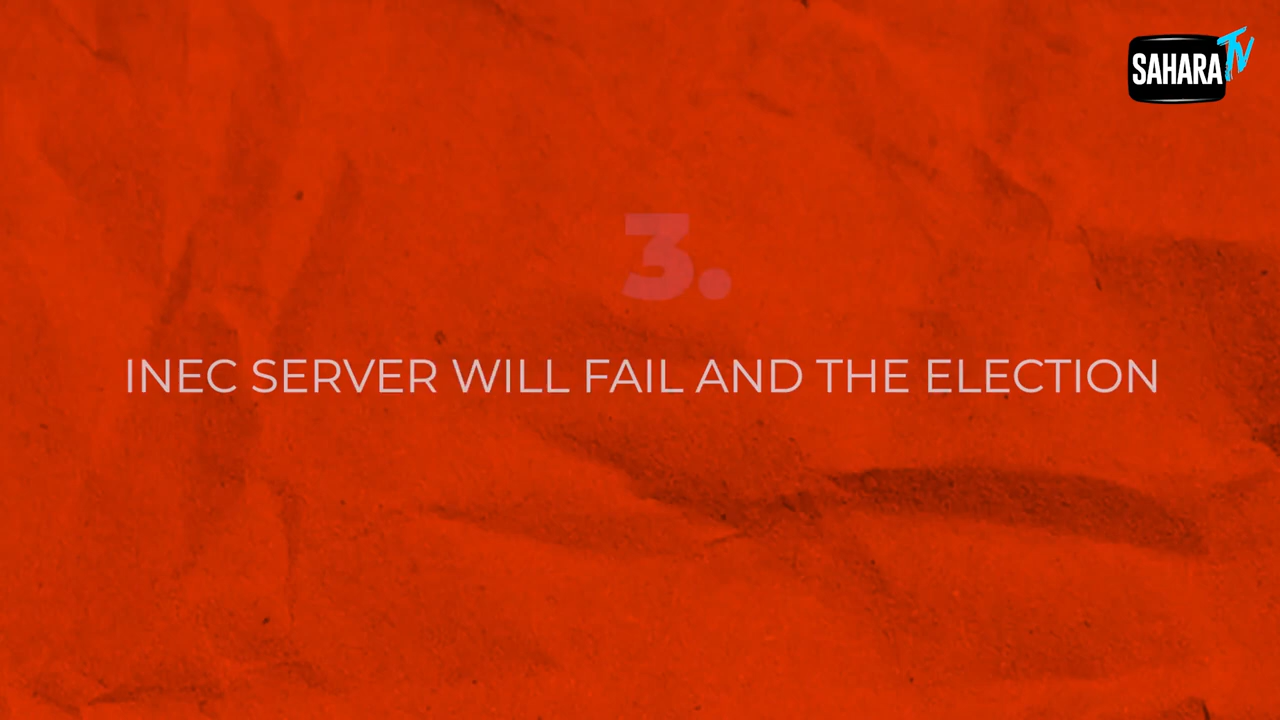 SAHARA TV
3.
INEC SERVER WILL FAIL AND THE ELECTION